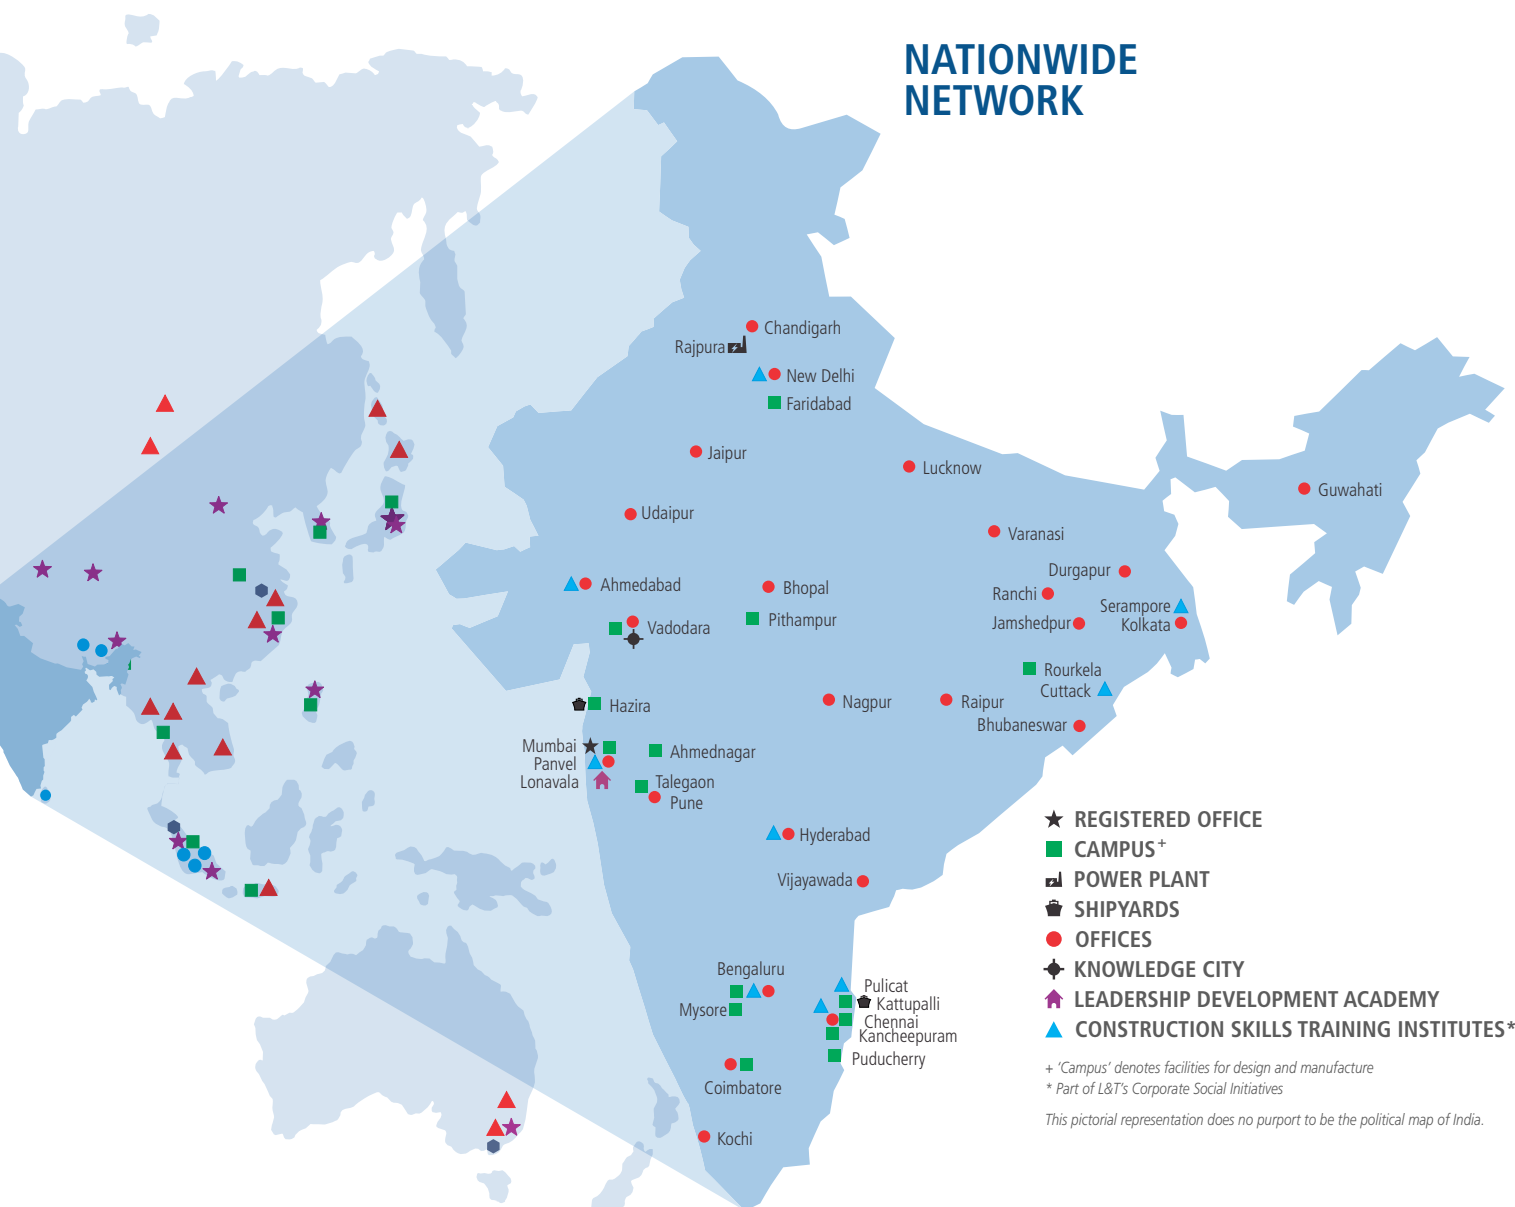 NATIONWIDE
NETWORK
Chandigarh
Rajpura
New Delhi
Faridabad
Jaipur
Lucknow
Guwahati
Udaipur
Varanasi
Durgapur
Ahmedabad
Bhopal
Ranchi
Serampore
Pithampur
Vadodara
Jamshedpur
Kolkata
Rourkela
Cuttack
Hazira
Nagpur
Raipur
Bhubaneswar
Mumbai
Ahmednagar
Panvel
Lonavala
Talegaon
Pune
Hyderabad
Vijayawada
Bengaluru
Mysore
Pulicat
Kattupalli
Chennai
Kancheepuram
Puducherry
Coimbatore
Kochi
REGISTERED OFFICE
CAMPUS+
POWER PLANT
SHIPYARDS
OFFICES
KNOWLEDGE CITY
LEADERSHIP DEVELOPMENT ACADEMY
CONSTRUCTION SKILLS TRAINING INSTITUTES*
+ 'Campus' denotes facilities for design and manufacture
* Part of L&T's Corporate Social Initiatives
This pictorial representation does no purport to be the political map of India.